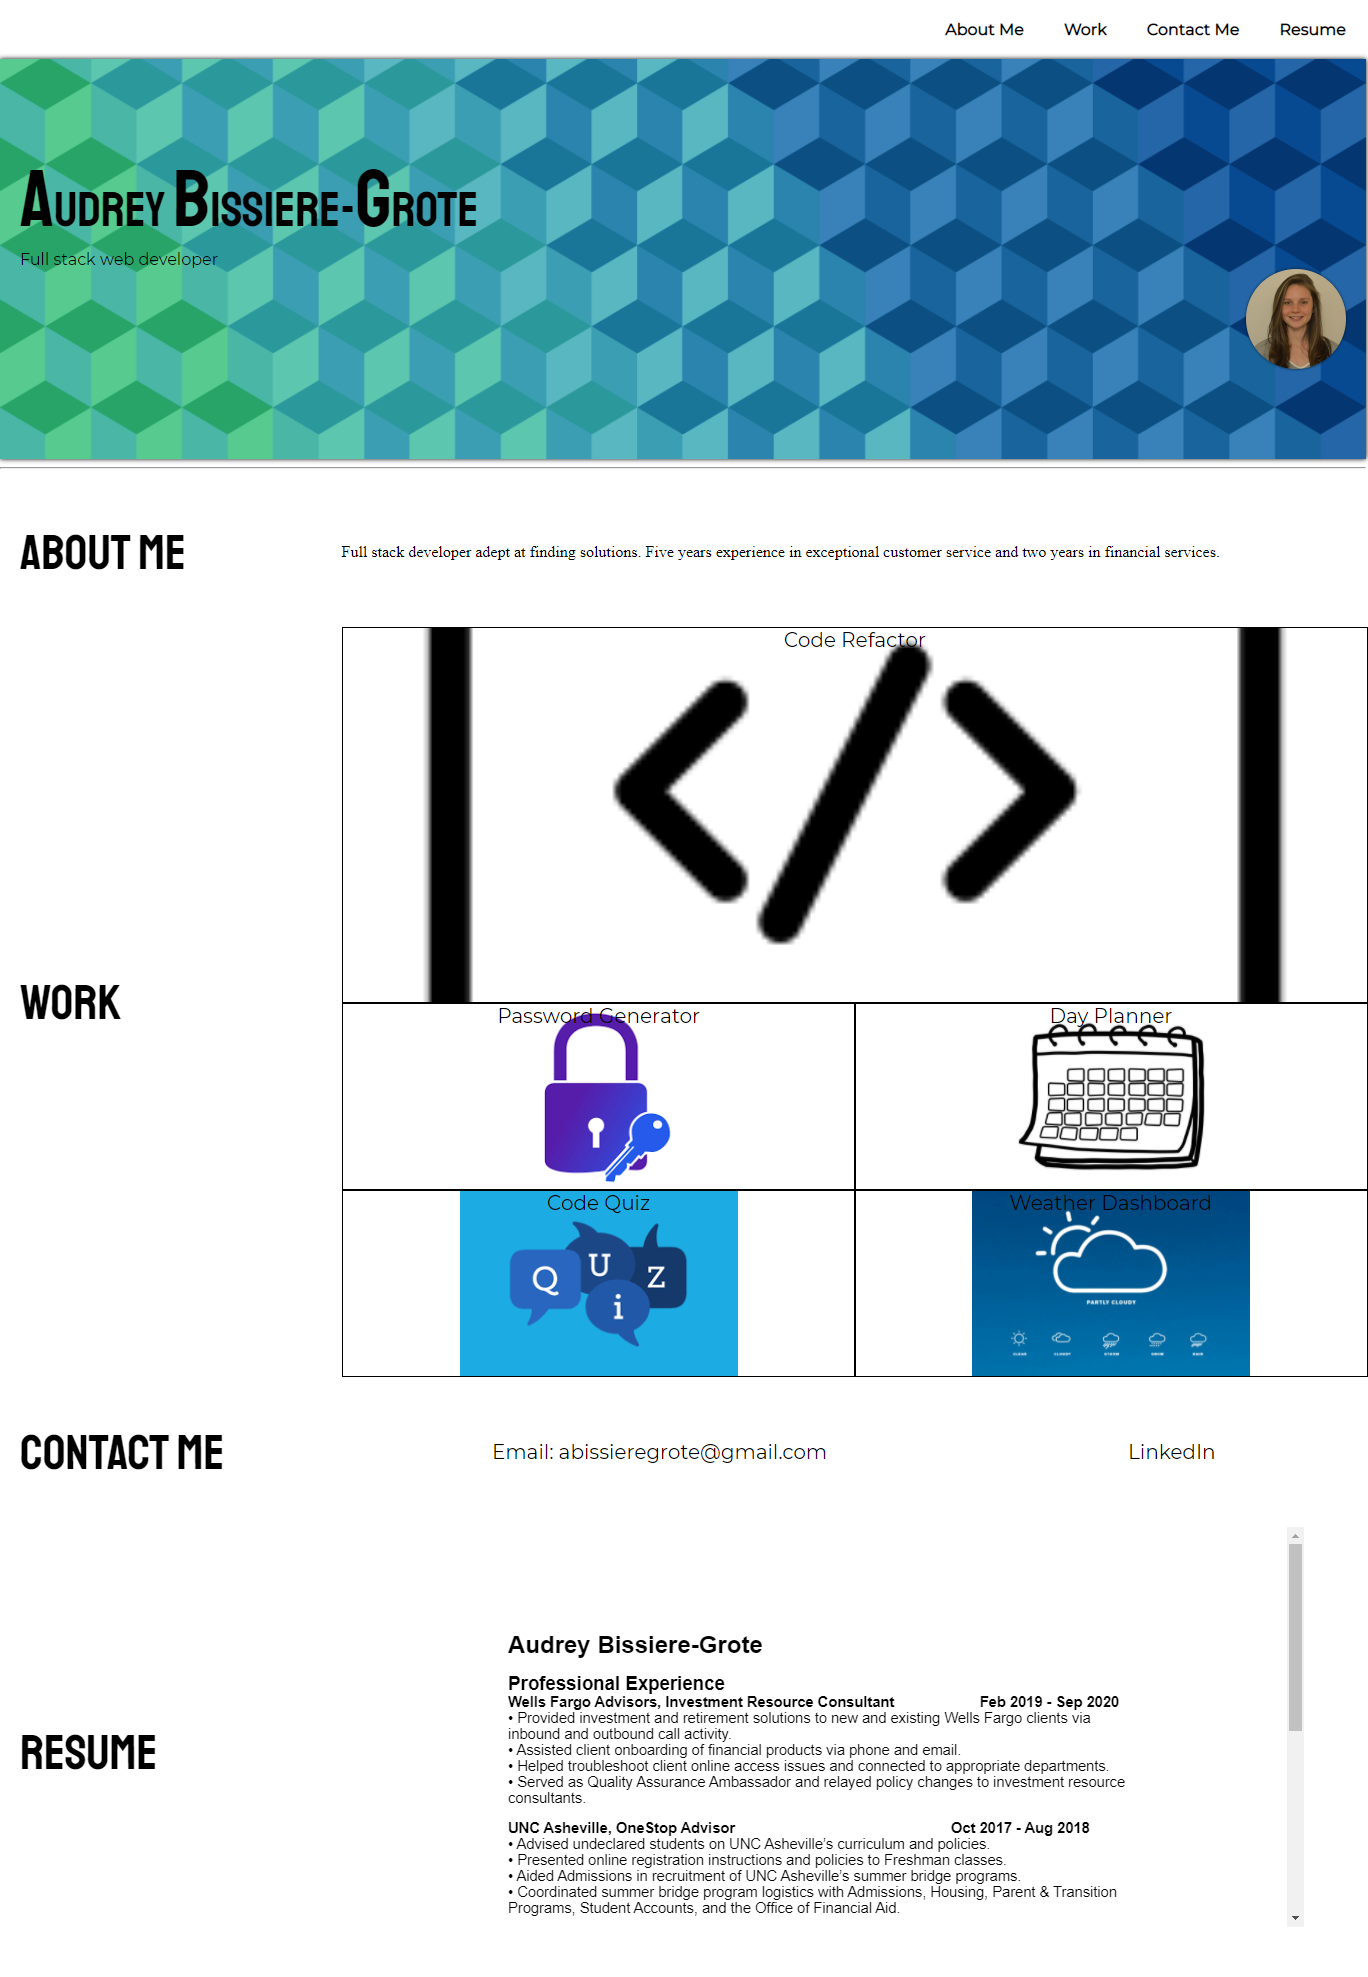 About Me Work Contact Me Resume
Audrey Bissiere-Grote
Full stack web developer
ABOUT ME
Full stack developer adept at finding solutions. Five years experience in exceptional customer service and two years in financial services.
WORK
Code Refactor
Password Generator
Day Planner
Code Quiz
Q U i Z
Weather Dashboard
PARTLY CLOUDY
CLEAR CLOUDY STORM SNOW RAIN
CONTACT ME
Email: abissieregrote@gmail.com
LinkedIn
RESUME
Audrey Bissiere-Grote
Professional Experience
Wells Fargo Advisors, Investment Resource Consultant Feb 2019 - Sep 2020
• Provided investment and retirement solutions to new and existing Wells Fargo clients via
inbound and outbound call activity.
• Assisted client onboarding of financial products via phone and email.
• Helped troubleshoot client online access issues and connected to appropriate departments.
• Served as Quality Assurance Ambassador and relayed policy changes to investment resource
consultants.
UNC Asheville, OneStop Advisor Oct 2017 - Aug 2018
• Advised undeclared students on UNC Asheville’s curriculum and policies.
• Presented online registration instructions and policies to Freshman classes.
• Aided Admissions in recruitment of UNC Asheville’s summer bridge programs.
• Coordinated summer bridge program logistics with Admissions, Housing, Parent & Transition
Programs, Student Accounts, and the Office of Financial Aid.